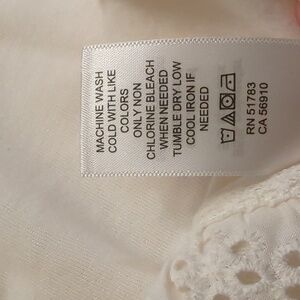 MACHINE WASH
COLD WITH LIKE
COLORS
ONLY NON
CHLORINE BLEACH
WHEN NEEDED
TUMBLE DRY LOW
COOL IRON IF
NEEDED
RN 51783
CA 56910